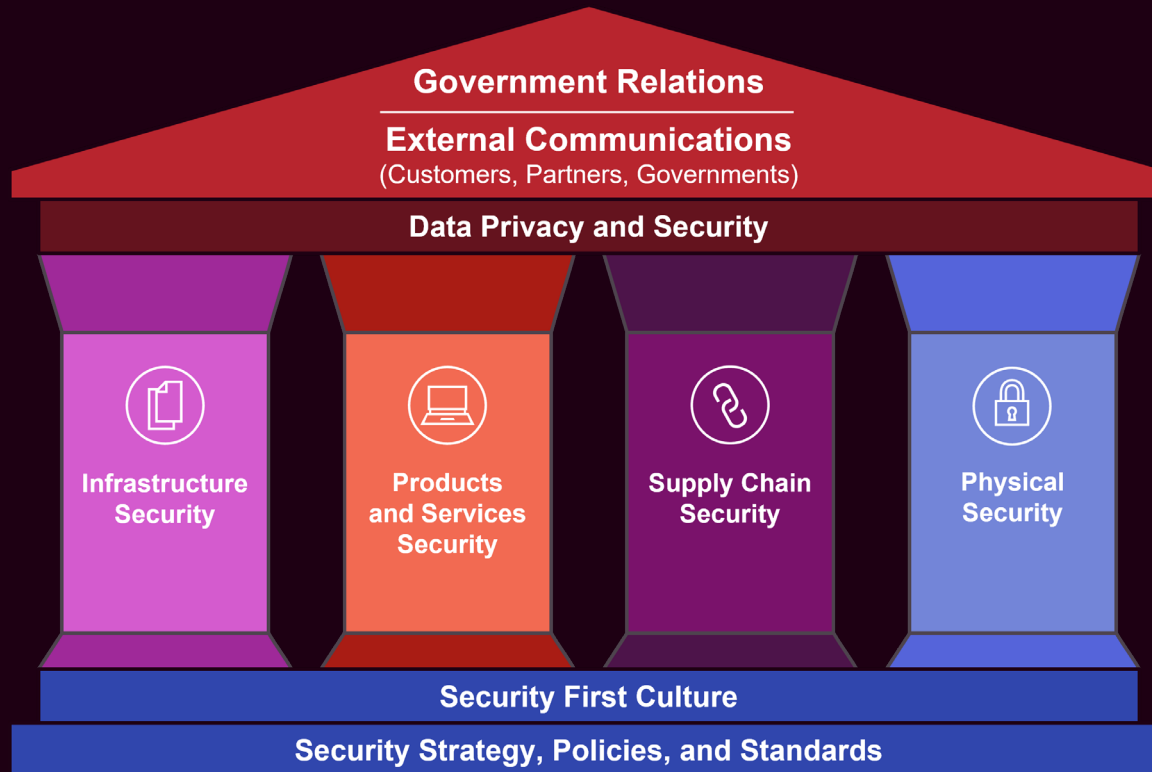 Government Relations
External Communications
(Customers, Partners, Governments)
Data Privacy and Security
Infrastructure
Security
Products
and Services
Security
Supply Chain
Security
Physical
Security
Security First Culture
Security Strategy, Policies, and Standards